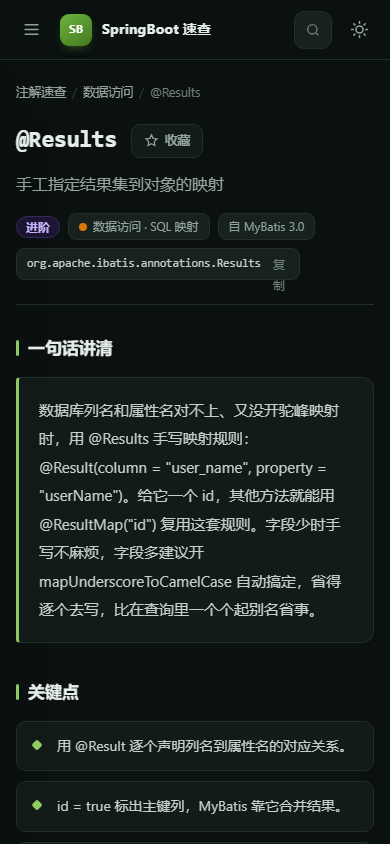 SB SpringBoot 速查
注解速查 / 数据访问 / @Results
@Results 收藏
手工指定结果集到对象的映射
进阶 数据访问 · SQL 映射 自 MyBatis 3.0
org.apache.ibatis.annotations.Results 复
制
一句话讲清
数据库列名和属性名对不上、又没开驼峰映射
时，用 @Results 手写映射规则：
@Result(column = "user_name", property =
"userName")。给它一个 id，其他方法就能用
@ResultMap("id") 复用这套规则。字段少时手
写不麻烦，字段多建议开
mapUnderscoreToCamelCase 自动搞定，省得
逐个去写，比在查询里一个个起别名省事。
关键点
用 @Result 逐个声明列名到属性名的对应关系。
id = true 标出主键列，MyBatis 靠它合并结果。